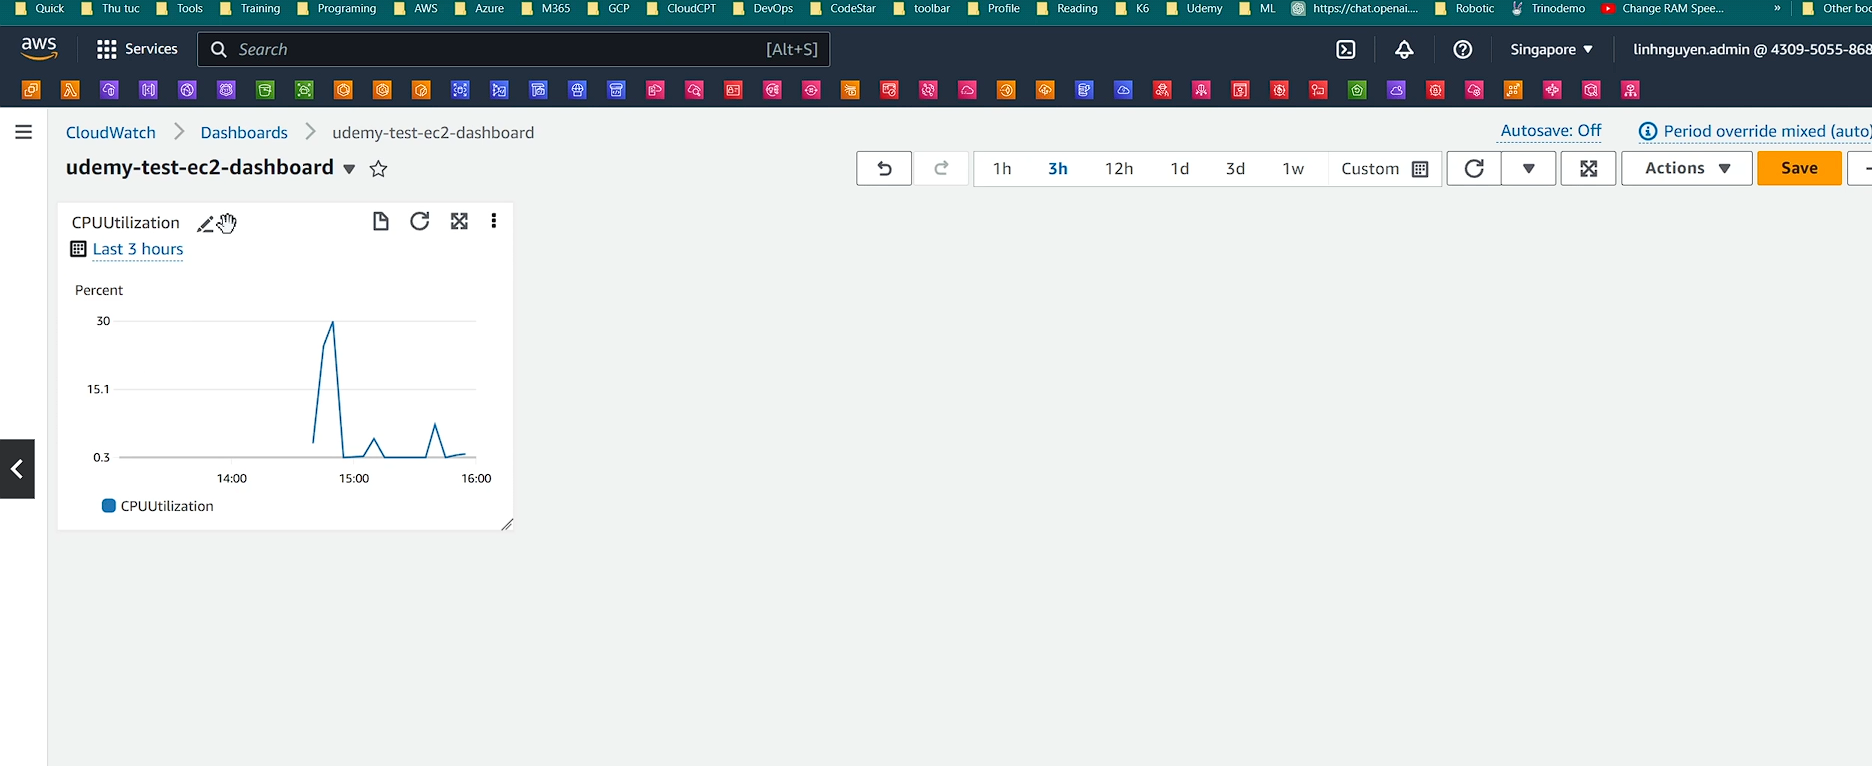 Quick Thu tuc Tools Training Programing AWS Azure M365 GCP CloudCPT DevOps CodeStar toolbar Profile Reading K6 Udemy ML https://chat.openai.... Robotic Trinodemo Change RAM Spee... » Other boo
aws Services Search [Alt+S] Singapore ▼ linhnguyen.admin @ 4309-5055-868
CloudWatch > Dashboards > udemy-test-ec2-dashboard Autosave: Off Period override mixed (auto)
udemy-test-ec2-dashboard 1h 3h 12h 1d 3d 1w Custom Actions ▼ Save
CPUUtilization
Last 3 hours
Percent
30
15.1
0.3
14:00 15:00 16:00
CPUUtilization